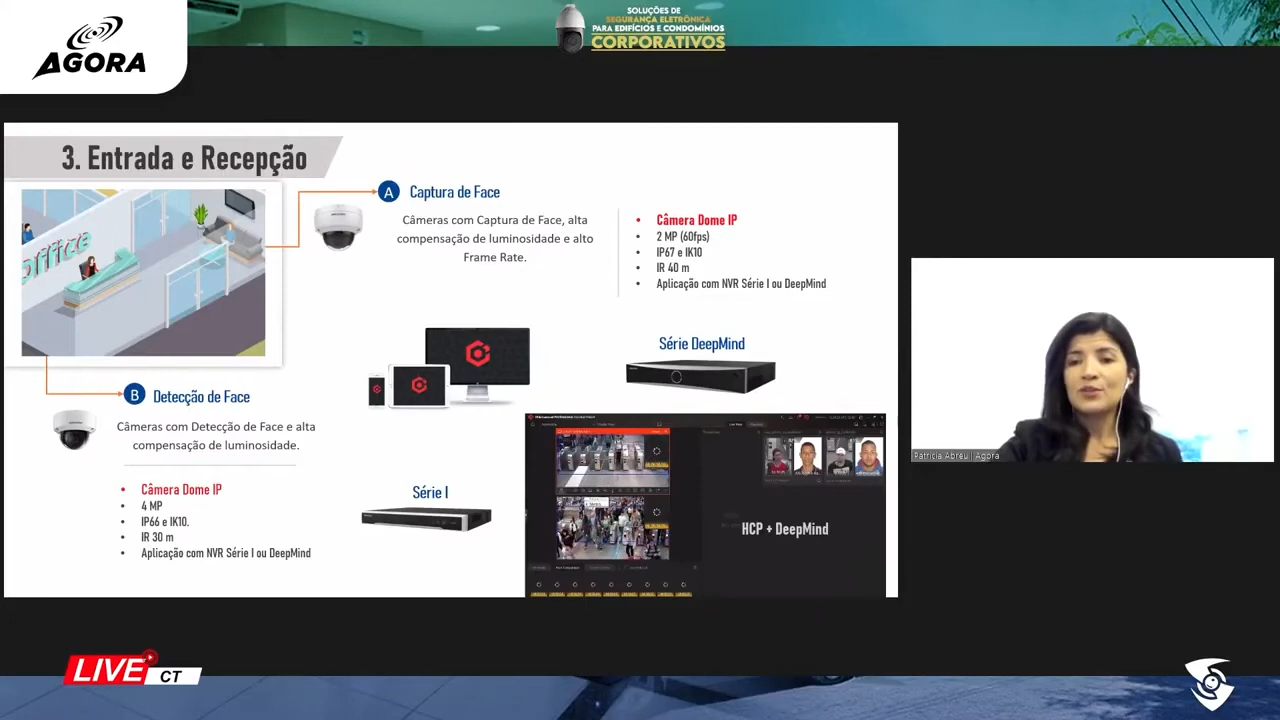 AGORA
SOLUÇÕES DE
SEGURANÇA ELETRÔNICA
PARA EDIFÍCIOS E CONDOMÍNIOS
CORPORATIVOS
3. Entrada e Recepção
office
A
Captura de Face
Câmeras com Captura de Face, alta
compensação de luminosidade e alto
Frame Rate.
• Câmera Dome IP
• 2 MP (60fps)
• IP67 e IK10
• IR 40 m
• Aplicação com NVR Série I ou DeepMind
Série DeepMind
B
Detecção de Face
Câmeras com Detecção de Face e alta
compensação de luminosidade.
• Câmera Dome IP
• 4 MP
• IP66 e IK10.
• IR 30 m
• Aplicação com NVR Série I ou DeepMind
Série I
HCP + DeepMind
Patricia Abreu | Agora
LIVE
CT